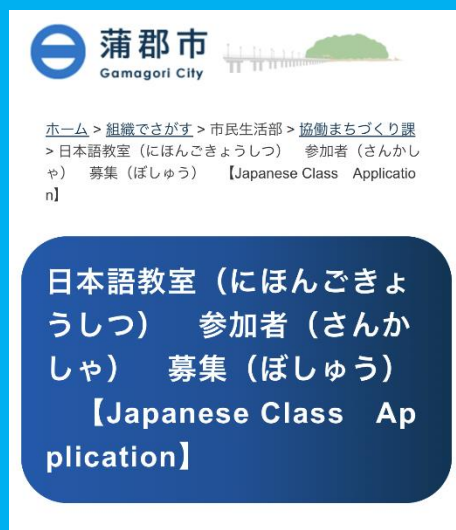 蒲郡市
Gamagori City
ホーム > 組織でさがす > 市民生活部 > 協働まちづくり課
> 日本語教室（にほんごきょうしつ）　参加者（さんかし
ゃ）　募集（ぼしゅう）　【Japanese Class　Applicatio
n】
日本語教室（にほんごきょ
うしつ）　参加者（さんか
しゃ）　募集（ぼしゅう）
【Japanese Class　Ap
plication】